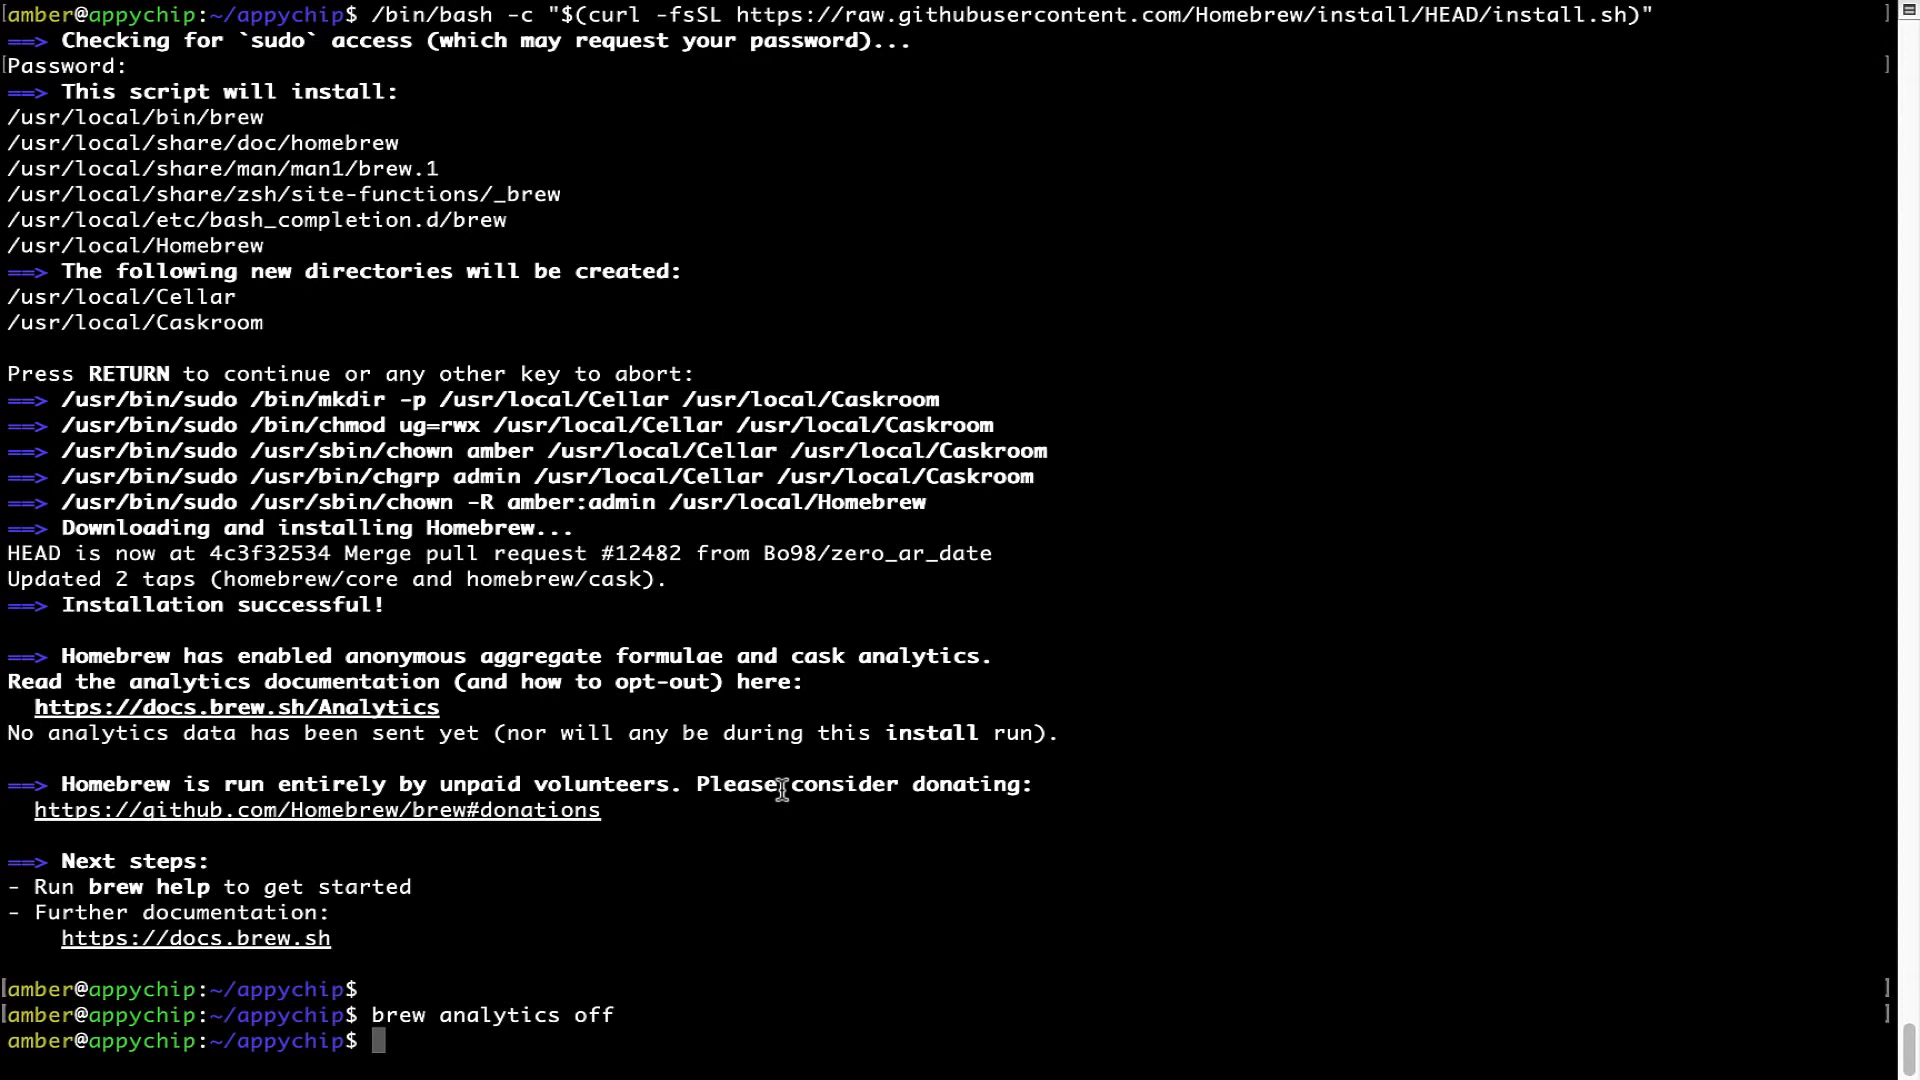 amber@appychip:~/appychip$ /bin/bash -c "$(curl -fsSL https://raw.githubusercontent.com/Homebrew/install/HEAD/install.sh)"
==> Checking for `sudo` access (which may request your password)...
Password:
==> This script will install:
/usr/local/bin/brew
/usr/local/share/doc/homebrew
/usr/local/share/man/man1/brew.1
/usr/local/share/zsh/site-functions/_brew
/usr/local/etc/bash_completion.d/brew
/usr/local/Homebrew
==> The following new directories will be created:
/usr/local/Cellar
/usr/local/Caskroom
Press RETURN to continue or any other key to abort:
==> /usr/bin/sudo /bin/mkdir -p /usr/local/Cellar /usr/local/Caskroom
==> /usr/bin/sudo /bin/chmod ug=rwx /usr/local/Cellar /usr/local/Caskroom
==> /usr/bin/sudo /usr/sbin/chown amber /usr/local/Cellar /usr/local/Caskroom
==> /usr/bin/sudo /usr/bin/chgrp admin /usr/local/Cellar /usr/local/Caskroom
==> /usr/bin/sudo /usr/sbin/chown -R amber:admin /usr/local/Homebrew
==> Downloading and installing Homebrew...
HEAD is now at 4c3f32534 Merge pull request #12482 from Bo98/zero_ar_date
Updated 2 taps (homebrew/core and homebrew/cask).
==> Installation successful!
==> Homebrew has enabled anonymous aggregate formulae and cask analytics.
Read the analytics documentation (and how to opt-out) here:
https://docs.brew.sh/Analytics
No analytics data has been sent yet (nor will any be during this install run).
==> Homebrew is run entirely by unpaid volunteers. Please consider donating:
https://github.com/Homebrew/brew#donations
==> Next steps:
- Run brew help to get started
- Further documentation:
https://docs.brew.sh
amber@appychip:~/appychip$
amber@appychip:~/appychip$ brew analytics off
amber@appychip:~/appychip$